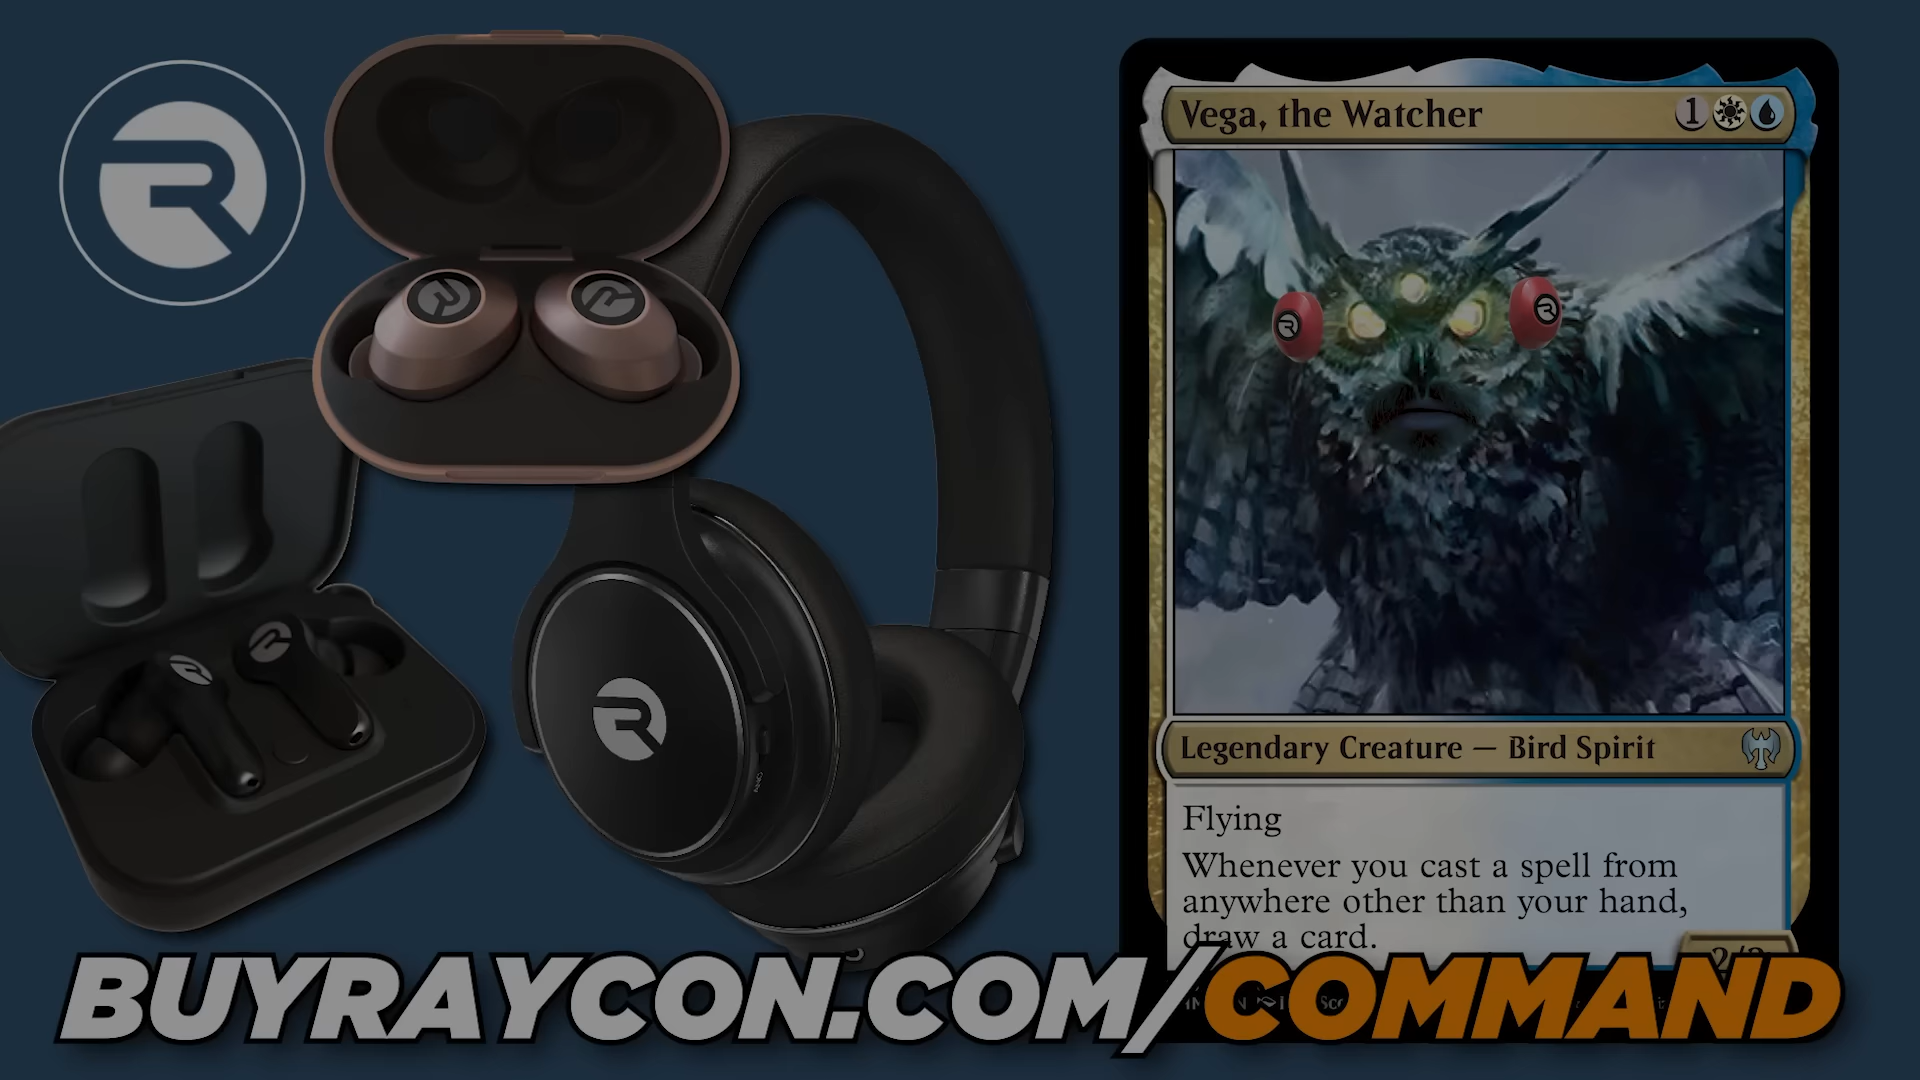 Vega, the Watcher
1
Legendary Creature — Bird Spirit
Flying
Whenever you cast a spell from
anywhere other than your hand,
draw a card.
BUYRAYCON.COM/COMMAND